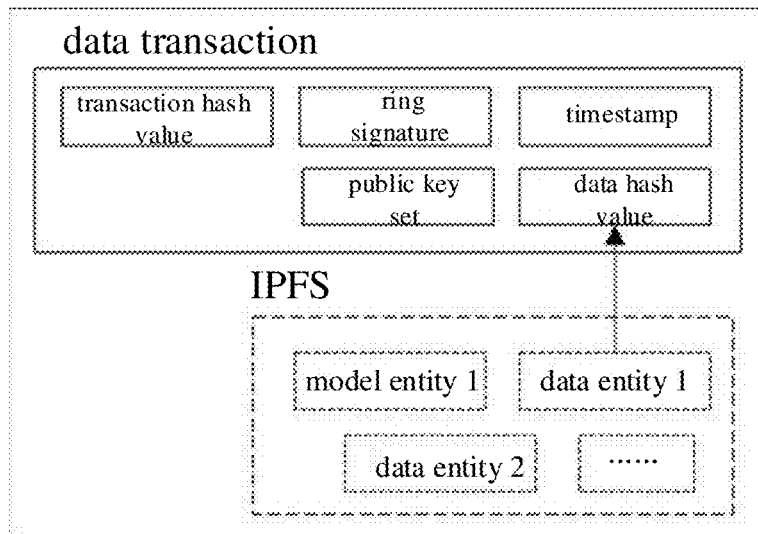 data transaction
transaction hash
value
ring
signature
timestamp
public key
set
data hash
value
IPFS
model entity 1
data entity 1
data entity 2
......